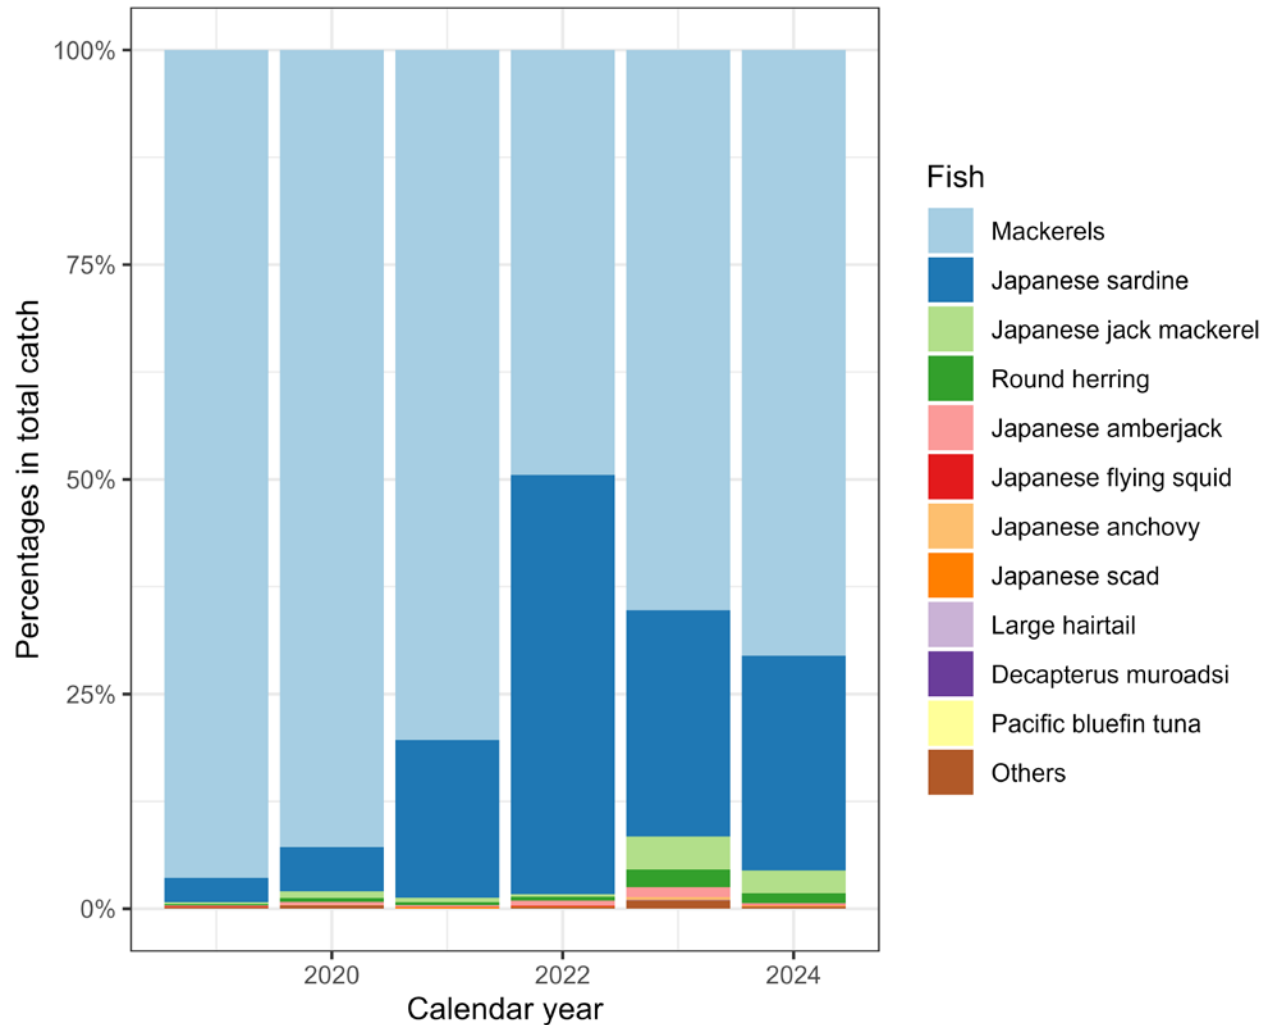 100%
75%
50%
25%
0%
Percentages in total catch
2020
2022
2024
Calendar year
Fish
Mackerels
Japanese sardine
Japanese jack mackerel
Round herring
Japanese amberjack
Japanese flying squid
Japanese anchovy
Japanese scad
Large hairtail
Decapterus muroadsi
Pacific bluefin tuna
Others